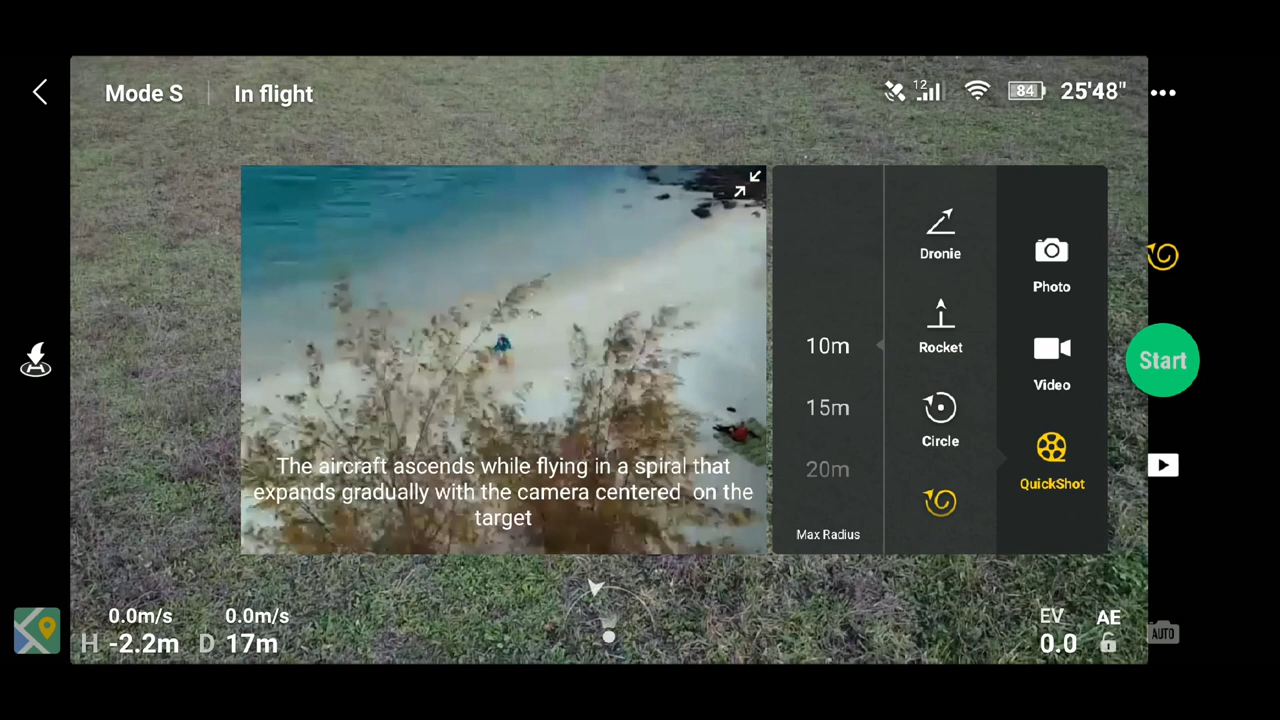 Mode S
In flight
12
84
25'48"
Dronie
Photo
Rocket
10m
Start
Video
15m
Circle
The aircraft ascends while flying in a spiral that
expands gradually with the camera centered on the
target
20m
QuickShot
Max Radius
0.0m/s
0.0m/s
H -2.2m
D 17m
EV
0.0
AE
AUTO